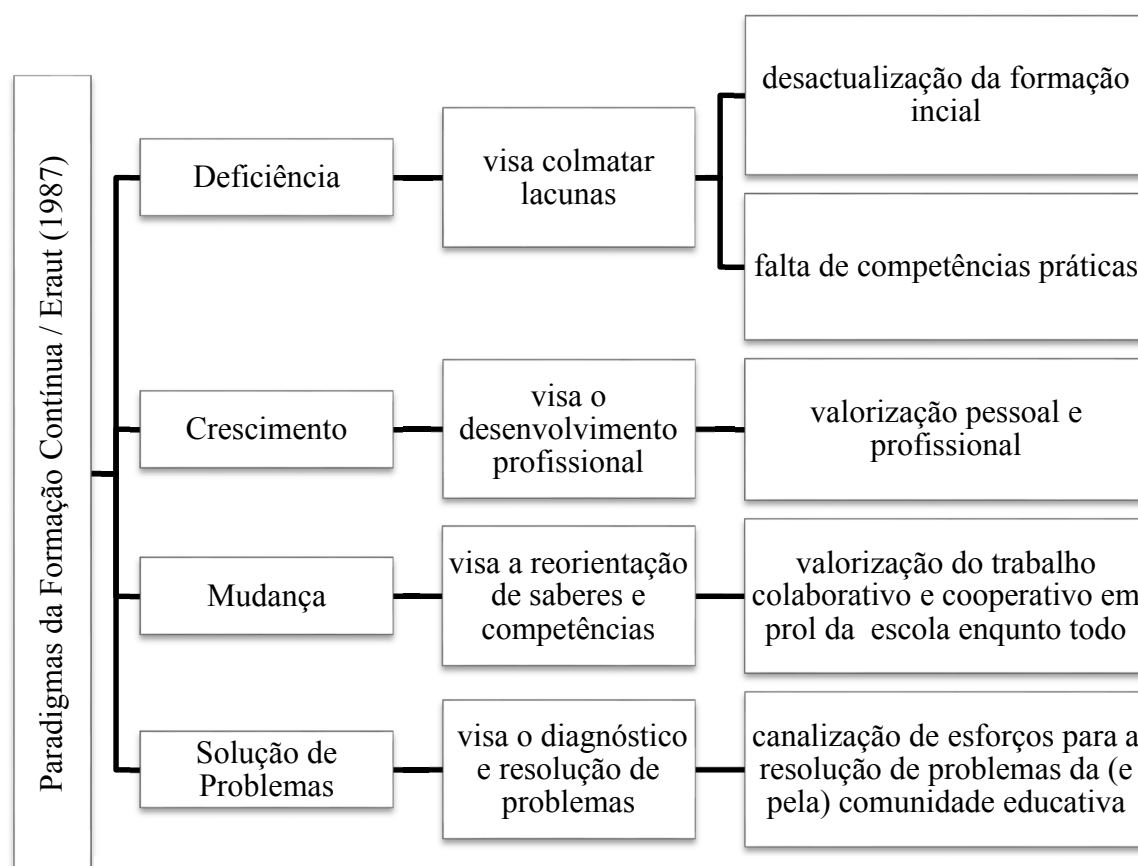 Paradigmas da Formação Contínua / Eraut (1987)
Deficiência
visa colmatar
lacunas
desactualização da formação
incial
falta de competências práticas
Crescimento
visa o
desenvolvimento
profissional
valorização pessoal e
profissional
Mudança
visa a reorientação
de saberes e
competências
valorização do trabalho
colaborativo e cooperativo em
prol da escola enqunto todo
Solução de
Problemas
visa o diagnóstico
e resolução de
problemas
canalização de esforços para a
resolução de problemas da (e
pela) comunidade educativa